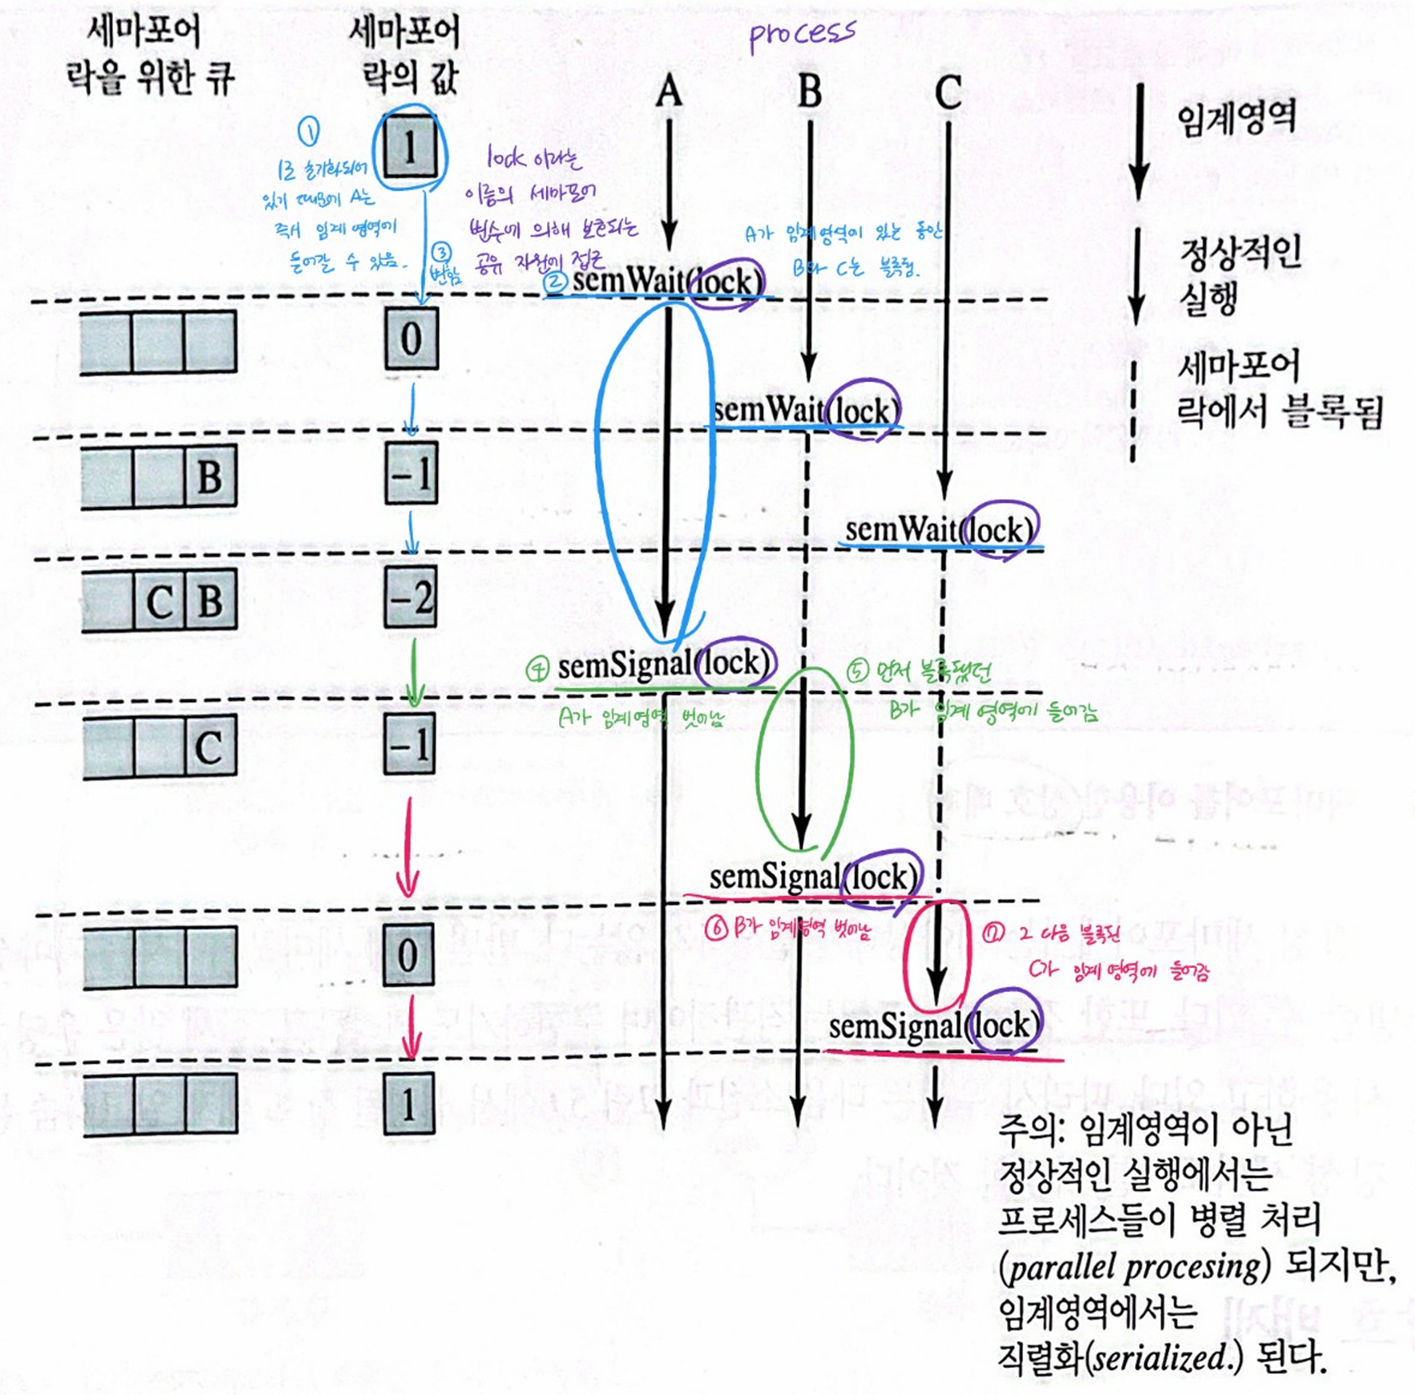 세마포어
락을 위한 큐
세마포어
락의 값
process
A
B
C
임계영역
정상적인
실행
세마포어
락에서 블록됨
1
①
1로 초기화되어
있기 때문에 A는
즉시 임계 영역에
들어갈 수 있음.
③
lock 이라는
이름의 세마포어
변수에 의해 보호되는
공유 자원에 접근
A가 임계영역이 있는 동안
B와 C는 블록됨.
② semWait(lock)
0
semWait(lock)
B
-1
semWait(lock)
C B
-2
④ semSignal(lock)
A가 임계영역 벗어남
⑤ 먼저 블록됐던
B가 임계 영역에 들어감
C
-1
semSignal(lock)
⑥ B가 임계영역 벗어남
⑦ 그 다음 블록된
C가 임계 영역에 들어감
0
semSignal(lock)
1
주의: 임계영역이 아닌
정상적인 실행에서는
프로세스들이 병렬 처리
(parallel procesing) 되지만,
임계영역에서는
직렬화(serialized.) 된다.